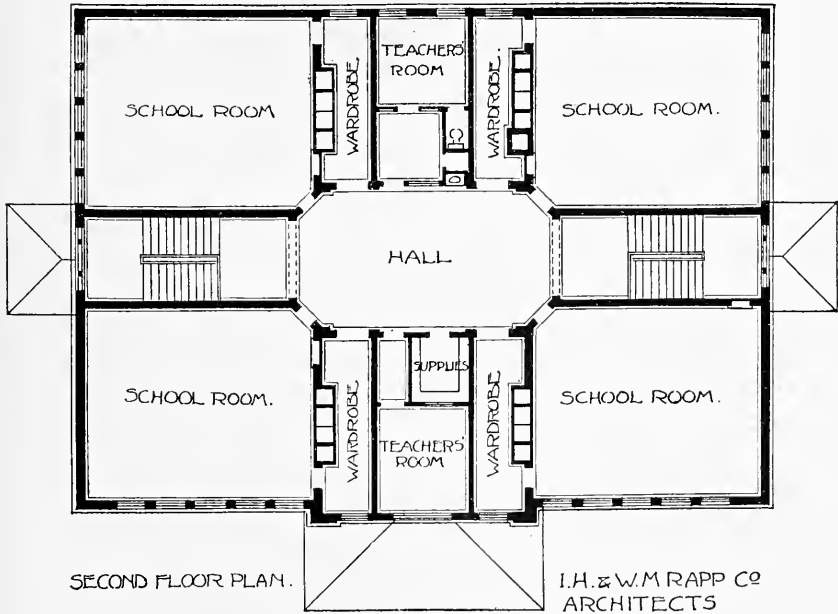 SCHOOL ROOM
WARDROBE
TEACHERS'
ROOM
WARDROBE.
SCHOOL ROOM.
HALL
SCHOOL ROOM.
WARDROBE
SUPPLIES
TEACHERS'
ROOM
WARDROBE
SCHOOL ROOM.
SECOND FLOOR PLAN.
I.H. & W.M RAPP Co
ARCHITECTS